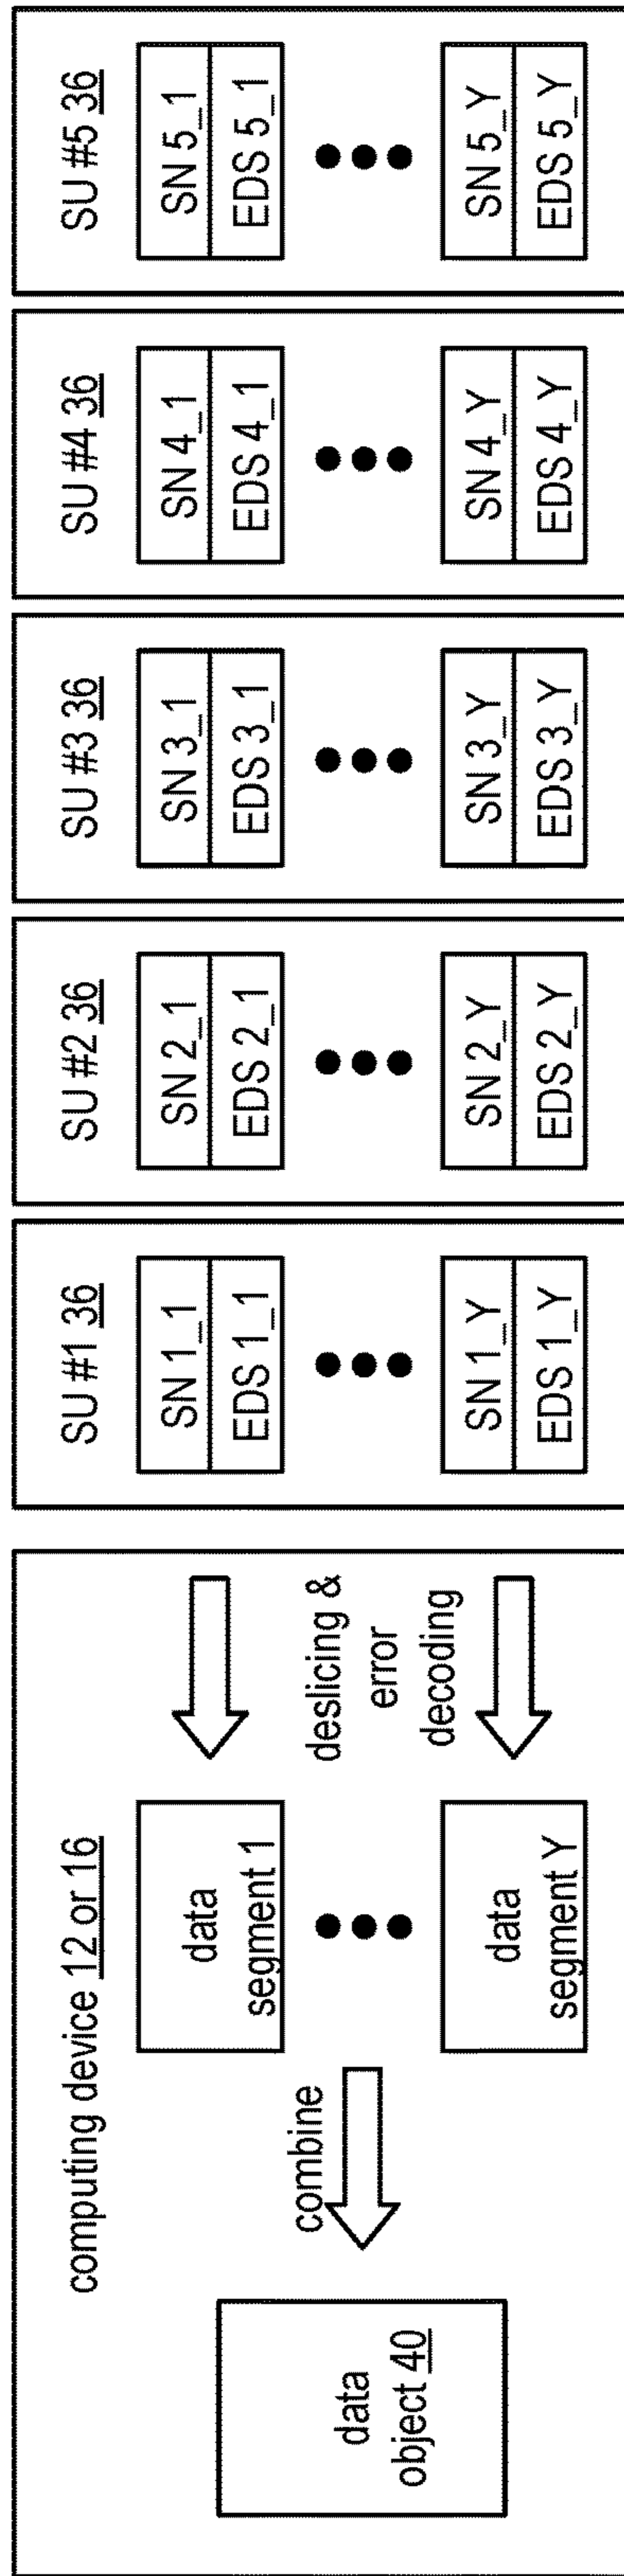 computing device 12 or 16
data
object 40
combine
data
segment 1
data
segment Y
deslicing &
error
decoding
SU #1 36
SN 1_1
EDS 1_1
SN 1_Y
EDS 1_Y
SU #2 36
SN 2_1
EDS 2_1
SN 2_Y
EDS 2_Y
SU #3 36
SN 3_1
EDS 3_1
SN 3_Y
EDS 3_Y
SU #4 36
SN 4_1
EDS 4_1
SN 4_Y
EDS 4_Y
SU #5 36
SN 5_1
EDS 5_1
SN 5_Y
EDS 5_Y